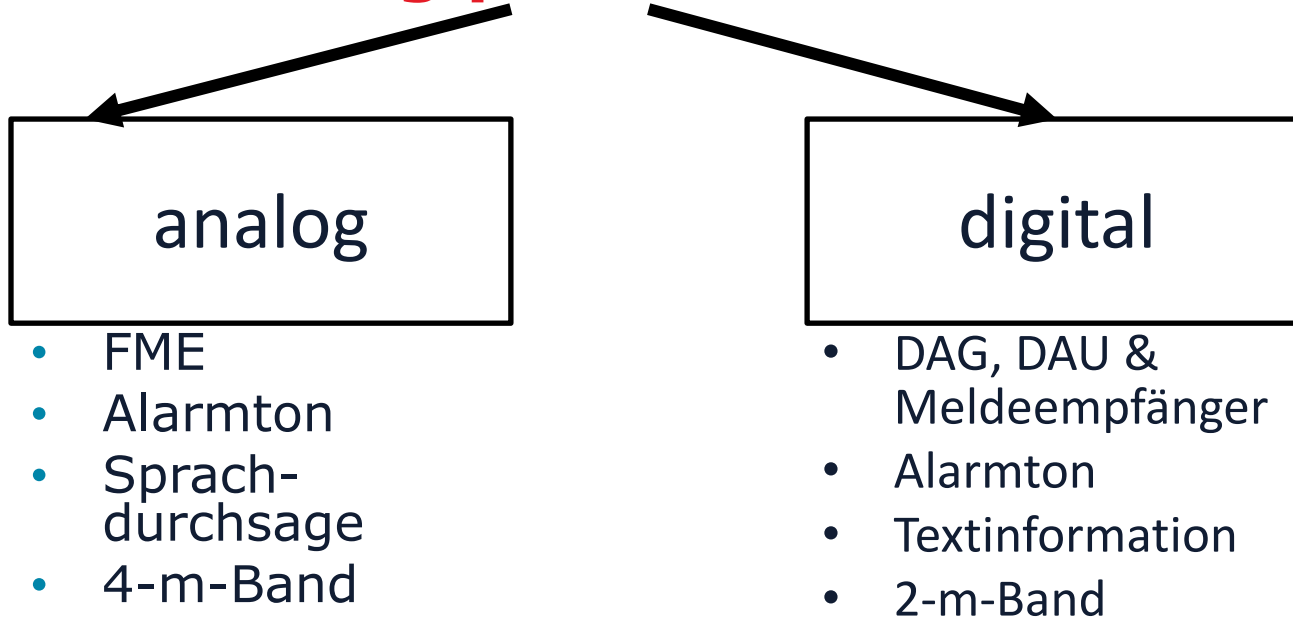 analog
• FME
• Alarmton
• Sprach-
durchsage
• 4-m-Band
digital
• DAG, DAU &
Meldeempfänger
• Alarmton
• Textinformation
• 2-m-Band